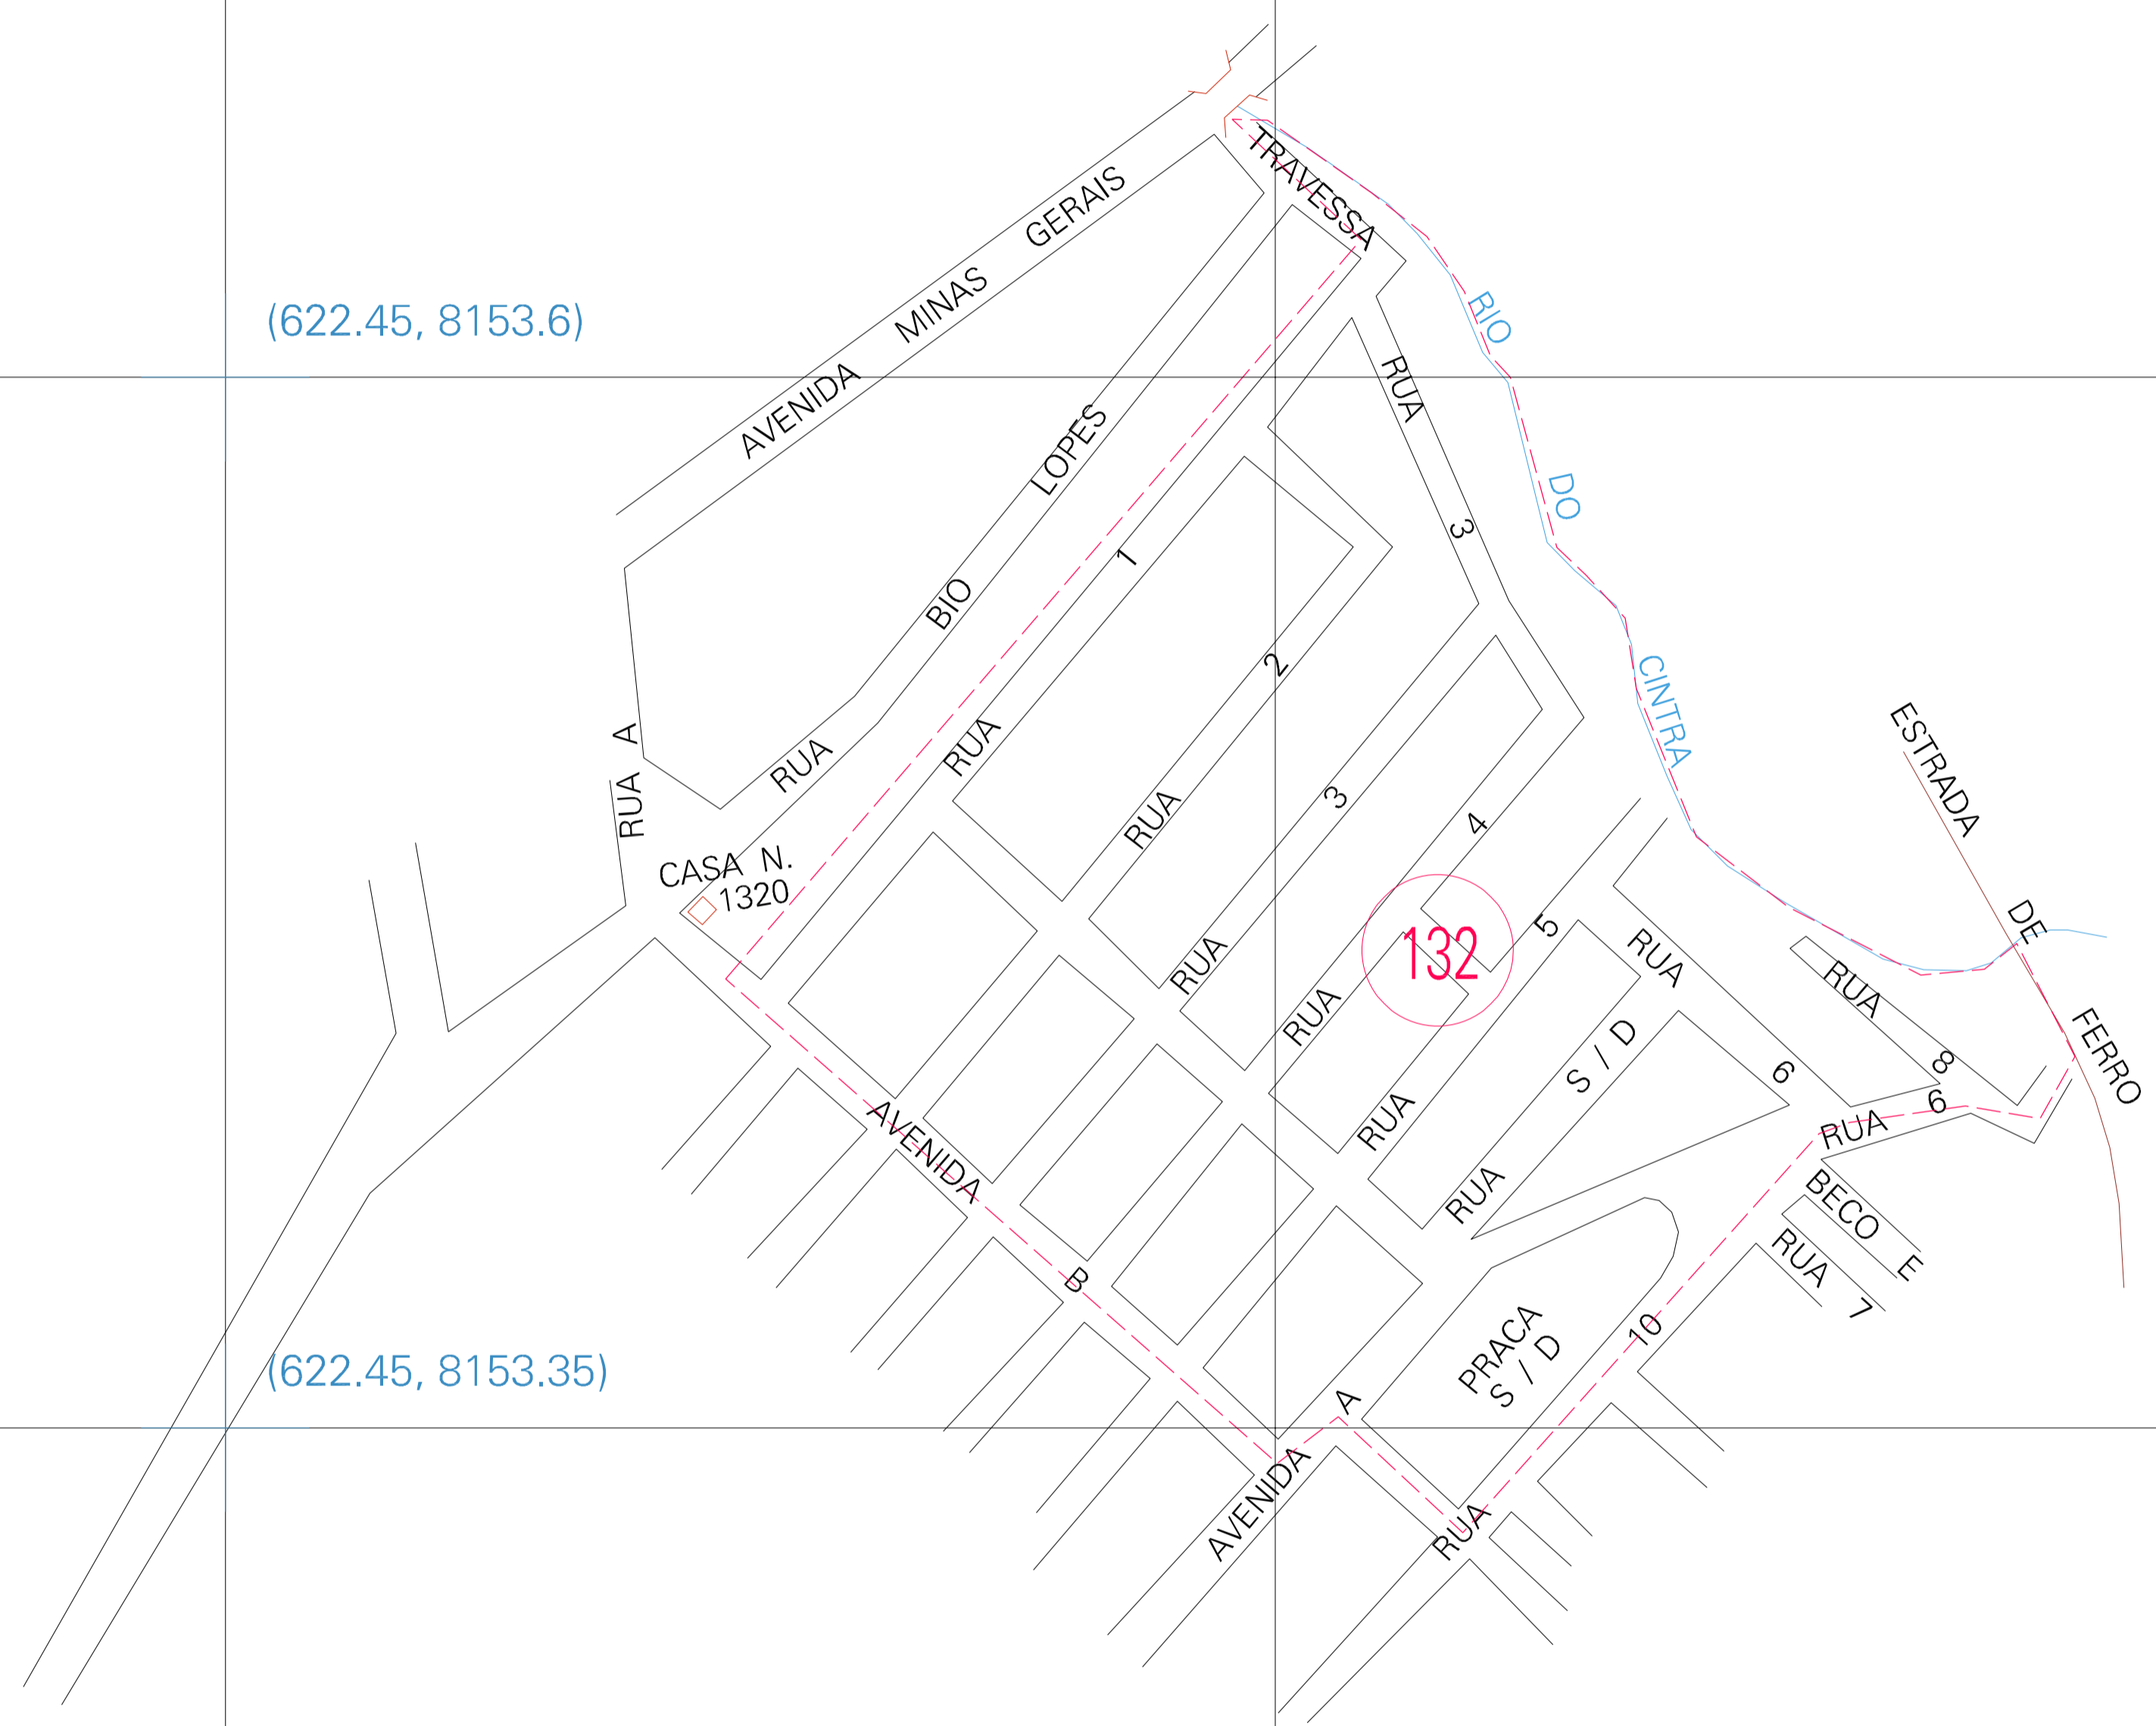 TRAVESSA
AVENIDA MINAS GERAIS
(622.45, 8153.6)
RIO DO CINTRA
RUA 3
RUA BIO LOPES
RUA 1
RUA 2
RUA A
CASA N.
1320
RUA 3
RUA 4
132
RUA 5
RUA S / D
RUA 6
RUA 8
ESTRADA DE FERRO
RUA 9
BECO E
RUA 7
AVENIDA B
PRACA
S / D
RUA 10
AVENIDA A
(622.45, 8153.35)